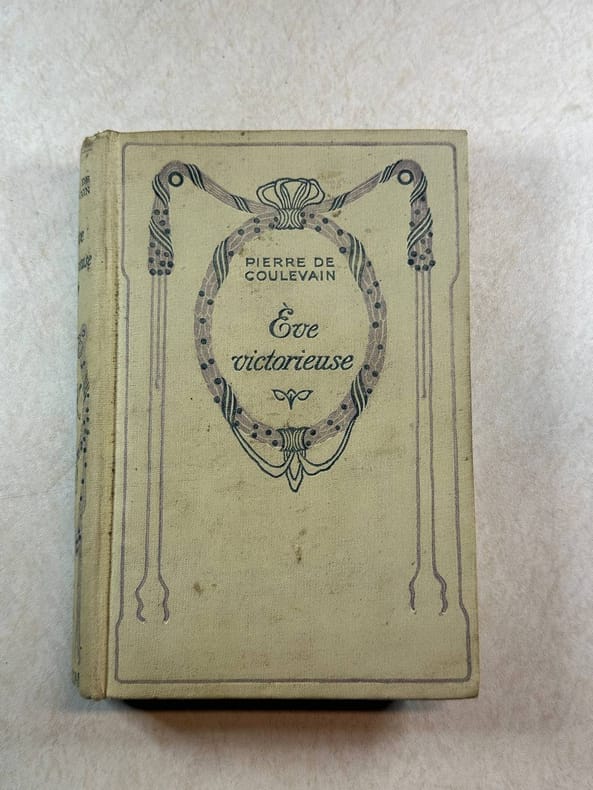 PIERRE DE
COULEVAIN
Ève
victorieuse